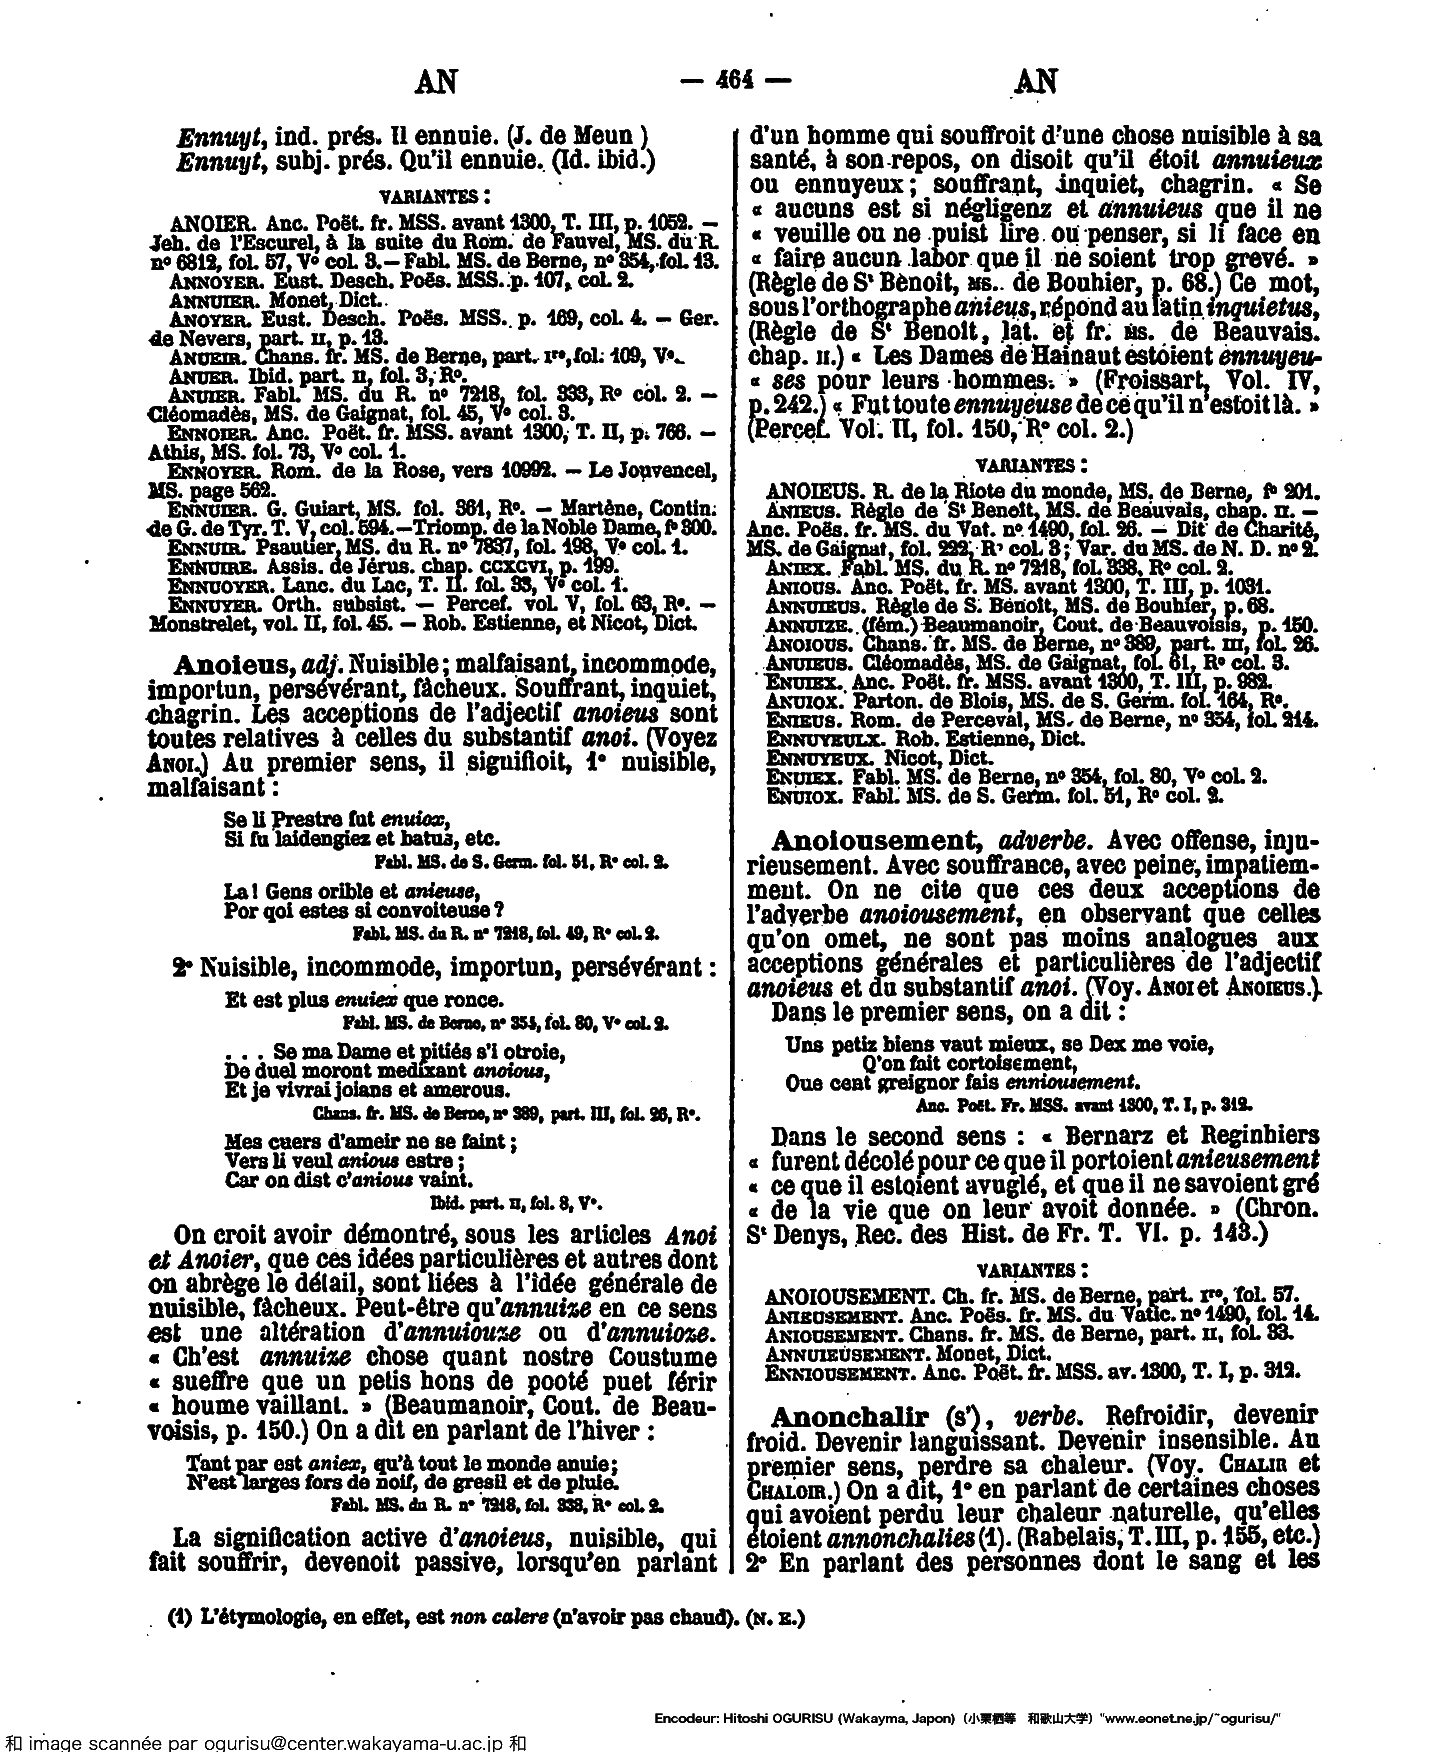 AN — 464 — AN
Ennuyt, ind. prés. Il ennuie. (J. de Meun )
Ennuyt, subj. prés. Qu'il ennuie. (Id. ibid.)
VARIANTES :
ANOIER. Anc. Poët. fr. MSS. avant 1300, T. III, p. 1052. —
Jeh. de l'Escurel, à la suite du Rom. de Fauvel, MS. du R.
nº 6812, fol. 57, Vº col. 3. — Fabl. MS. de Berne, nº 354, fol. 13.
ANNOYER. Eust. Desch. Poës. MSS. p. 107, col. 2.
ANNUIER. Monet, Dict.
ANOYER. Eust. Desch. Poës. MSS. p. 169, col. 4. — Ger.
de Nevers, part. II, p. 13.
ANUEIR. Chans. fr. MS. de Berne, part. Iʳᵉ, fol. 109, Vº.
ANUER. Ibid. part. II, fol. 3, Rº.
ANUIER. Fabl. MS. du R. nº 7218, fol. 333, Rº col. 2. —
Cléomadès, MS. de Gaignat, fol. 45, Vº col. 3.
ENNOIER. Anc. Poët. fr. MSS. avant 1300, T. II, p. 766. —
Athis, MS. fol. 73, Vº col. 1.
ENNOYER. Rom. de la Rose, vers 10992. — Le Jouvencel,
MS. page 562.
ENNUIER. G. Guiart, MS. fol. 361, Rº. — Martène, Contin.
de G. de Tyr. T. V, col. 594. — Triomp. de la Noble Dame, fº 300.
ENNUIR. Psautier, MS. du R. nº 7837, fol. 198, Vº col. 1.
ENNUIRE. Assis. de Jérus. chap. CCXCVI, p. 199.
ENNUOYER. Lanc. du Lac, T. II. fol. 33, Vº col. 1.
ENNUYER. Orth. subsist. — Percef. vol. V, fol. 63, Rº. —
Monstrelet, vol. II, fol. 45. — Rob. Estienne, et Nicot, Dict.
Anoieus, adj. Nuisible ; malfaisant, incommode,
importun, persévérant, fâcheux. Souffrant, inquiet,
chagrin. Les acceptions de l'adjectif anoieus sont
toutes relatives à celles du substantif anoi. (Voyez
ANOI.) Au premier sens, il signifioit, 1º nuisible,
malfaisant :
Se li Prestre fut enuiox,
Si fu laidengiez et batus, etc.
Fabl. MS. de S. Germ. fol. 51, Rº col. 2.
La ! Gens orible et anieuse,
Por qoi estes si convoiteuse ?
Fabl. MS. du R. nº 7218, fol. 49, Rº col. 2.
2º Nuisible, incommode, importun, persévérant :
Et est plus enuiex que ronce.
Fabl. MS. de Berne, nº 354, fol. 80, Vº col. 2.
. . . Se ma Dame et pitiés s'i otroie,
De duel moront medixant anoious,
Et je vivrai joians et amerous.
Chans. fr. MS. de Berne, nº 389, part. III, fol. 26, Rº.
Mes cuers d'ameir ne se faint ;
Vers li veul anious estre ;
Car on dist c'anious vaint.
Ibid. part. II, fol. 8, Vº.
On croit avoir démontré, sous les articles Anoi
et Anoier, que ces idées particulières et autres dont
on abrège le détail, sont liées à l'idée générale de
nuisible, fâcheux. Peut-être qu'annuize en ce sens
est une altération d'annuiouze ou d'annuioze.
« Ch'est annuize chose quant nostre Coustume
« sueffre que un petis hons de pooté puet férir
« houme vaillant. » (Beaumanoir, Cout. de Beau-
voisis, p. 150.) On a dit en parlant de l'hiver :
Tant par est aniex, qu'à tout le monde anuie ;
N'est larges fors de noif, de gresil et de pluie.
Fabl. MS. du R. nº 7218, fol. 338, Rº col. 2.
La signification active d'anoieus, nuisible, qui
fait souffrir, devenoit passive, lorsqu'en parlant
d'un homme qui souffroit d'une chose nuisible à sa
santé, à son repos, on disoit qu'il étoit annuieux
ou ennuyeux ; souffrant, inquiet, chagrin. « Se
« aucuns est si négligenz et annuieus que il ne
« veuille ou ne puist lire ou penser, si li face en
« faire aucun labor que il ne soient trop grevé. »
(Règle de Sᵗ Bènoit, MS. de Bouhier, p. 68.) Ce mot,
sous l'orthographe anieus, répond au latin inquietus,
(Règle de Sᵗ Benoit, lat. et fr. MS. de Beauvais.
chap. II.) « Les Dames de Hainaut estoient ennuyeu-
« ses pour leurs hommes. » (Froissart, Vol. IV,
p. 242.) « Fut toute ennuyeuse de ce qu'il n'estoit là. »
(Percef. Vol. II, fol. 150, Rº col. 2.)
VARIANTES :
ANOIEUS. R. de la Riote du monde, MS. de Berne, fº 201.
ANIEUS. Règle de Sᵗ Benoît, MS. de Beauvais, chap. II. —
Anc. Poës. fr. MS. du Vat. nº 1490, fol. 26. — Dit de Charité,
MS. de Gaignat, fol. 222, Rº col 3 ; Var. du MS. de N. D. nº 2.
ANIEX. Fabl. MS. du R. nº 7218, fol. 338, Rº col. 2.
ANIOUS. Anc. Poët. fr. MS. avant 1300, T. III, p. 1031.
ANNUIEUS. Règle de S. Benoît, MS. de Bouhier, p. 68.
ANNUIZE. (fém.) Beaumanoir, Cout. de Beauvoisis, p. 150.
ANOIOUS. Chans. fr. MS. de Berne, nº 389, part. III, fol. 26.
ANUIEUS. Cléomadès, MS. de Gaignat, fol. 61, Rº col. 3.
ENUIEX. Anc. Poët. fr. MSS. avant 1300, T. III, p. 982.
ANUIOX. Parton. de Blois, MS. de S. Germ. fol. 164, Rº.
ENIEUS. Rom. de Perceval, MS. de Berne, nº 354, fol. 214.
ENNUYEULX. Rob. Estienne, Dict.
ENNUYEUX. Nicot, Dict.
ENUIEX. Fabl. MS. de Berne, nº 354, fol. 80, Vº col. 2.
ENUIOX. Fabl. MS. de S. Germ. fol. 51, Rº col. 2.
Anoiousement, adverbe. Avec offense, inju-
rieusement. Avec souffrance, avec peine, impatiem-
ment. On ne cite que ces deux acceptions de
l'adverbe anoiousement, en observant que celles
qu'on omet, ne sont pas moins analogues aux
acceptions générales et particulières de l'adjectif
anoieus et du substantif anoi. (Voy. ANOI et ANOIEUS.)
Dans le premier sens, on a dit :
Uns petiz biens vaut mieux, se Dex me voie,
Q'on fait cortoisement,
Que cent greignor fais enniousement.
Anc. Poët. Fr. MSS. avant 1300, T. I, p. 312.
Dans le second sens : « Bernarz et Reginhiers
« furent décolé pour ce que il portoient anieusement
« ce que il estoient avuglé, et que il ne savoient gré
« de la vie que on leur avoit donnée. » (Chron.
Sᵗ Denys, Rec. des Hist. de Fr. T. VI. p. 143.)
VARIANTES :
ANOIOUSEMENT. Ch. fr. MS. de Berne, part. Iʳᵉ, fol. 57.
ANIEUSEMENT. Anc. Poës. fr. MS. du Vatic. nº 1490, fol. 14.
ANIOUSEMENT. Chans. fr. MS. de Berne, part. II, fol. 33.
ANNUIEUSEMENT. Monet, Dict.
ENNIOUSEMENT. Anc. Poët. fr. MSS. av. 1300, T. I, p. 312.
Anonchalir (s'), verbe. Refroidir, devenir
froid. Devenir languissant. Devenir insensible. Au
premier sens, perdre sa chaleur. (Voy. CHALIR et
CHALOIR.) On a dit, 1º en parlant de certaines choses
qui avoient perdu leur chaleur naturelle, qu'elles
étoient annonchalies (1). (Rabelais, T. III, p. 155, etc.)
2º En parlant des personnes dont le sang et les
(1) L'étymologie, en effet, est non calere (n'avoir pas chaud). (N. E.)
Encodeur: Hitoshi OGURISU (Wakayma, Japon) (小栗栖等 和歌山大学) "www.eonet.ne.jp/~ogurisu/"
和 image scannée par ogurisu@center.wakayama-u.ac.jp 和